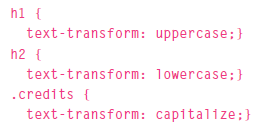 h1 {
  text-transform: uppercase;}
h2 {
  text-transform: lowercase;}
.credits {
  text-transform: capitalize;}